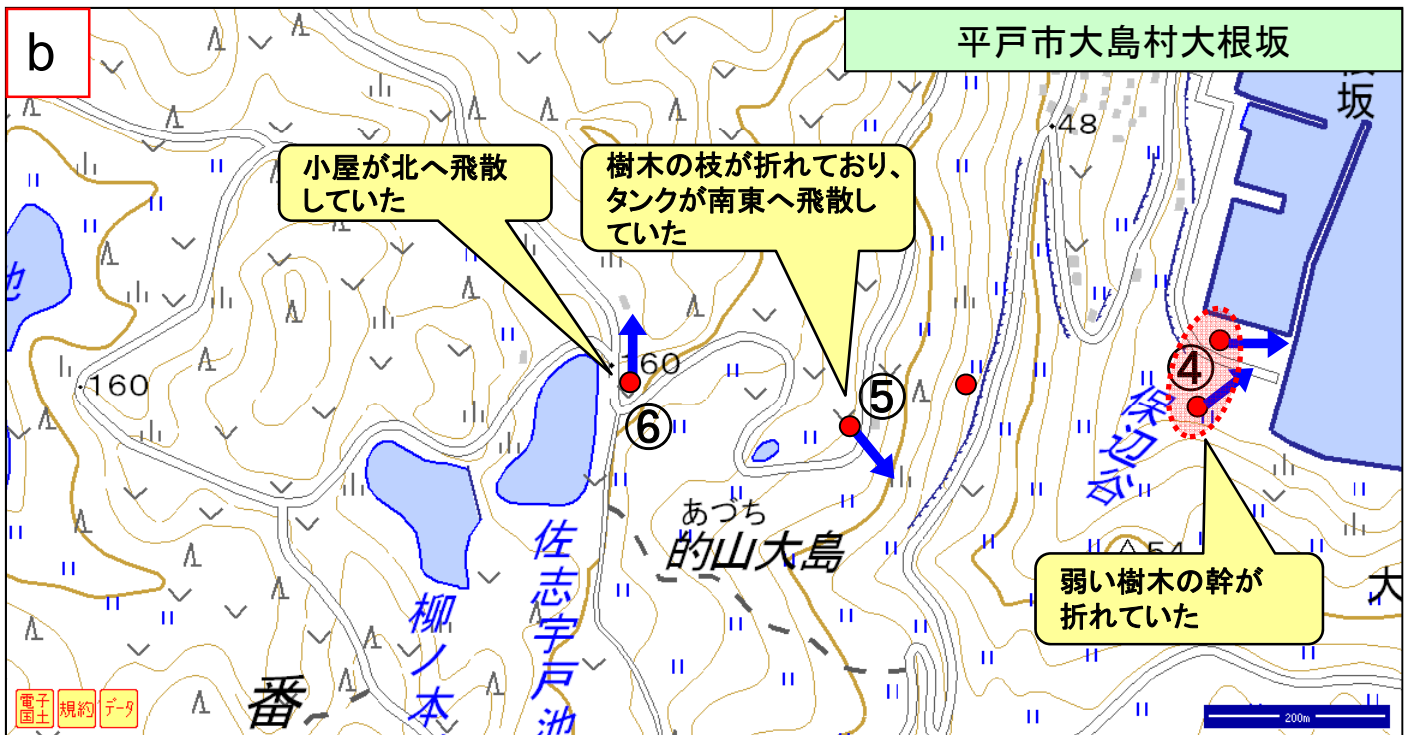 b
平戸市大島村大根坂
坂
48
小屋が北へ飛散
していた
樹木の枝が折れており、
タンクが南東へ飛散し
ていた
池
160
160
④
⑤
⑥
保辺谷
あづち
的山大島
佐志宇戸池
柳ノ本
54
弱い樹木の幹が
折れていた
大
番
電子
国土
規約
データ
200m